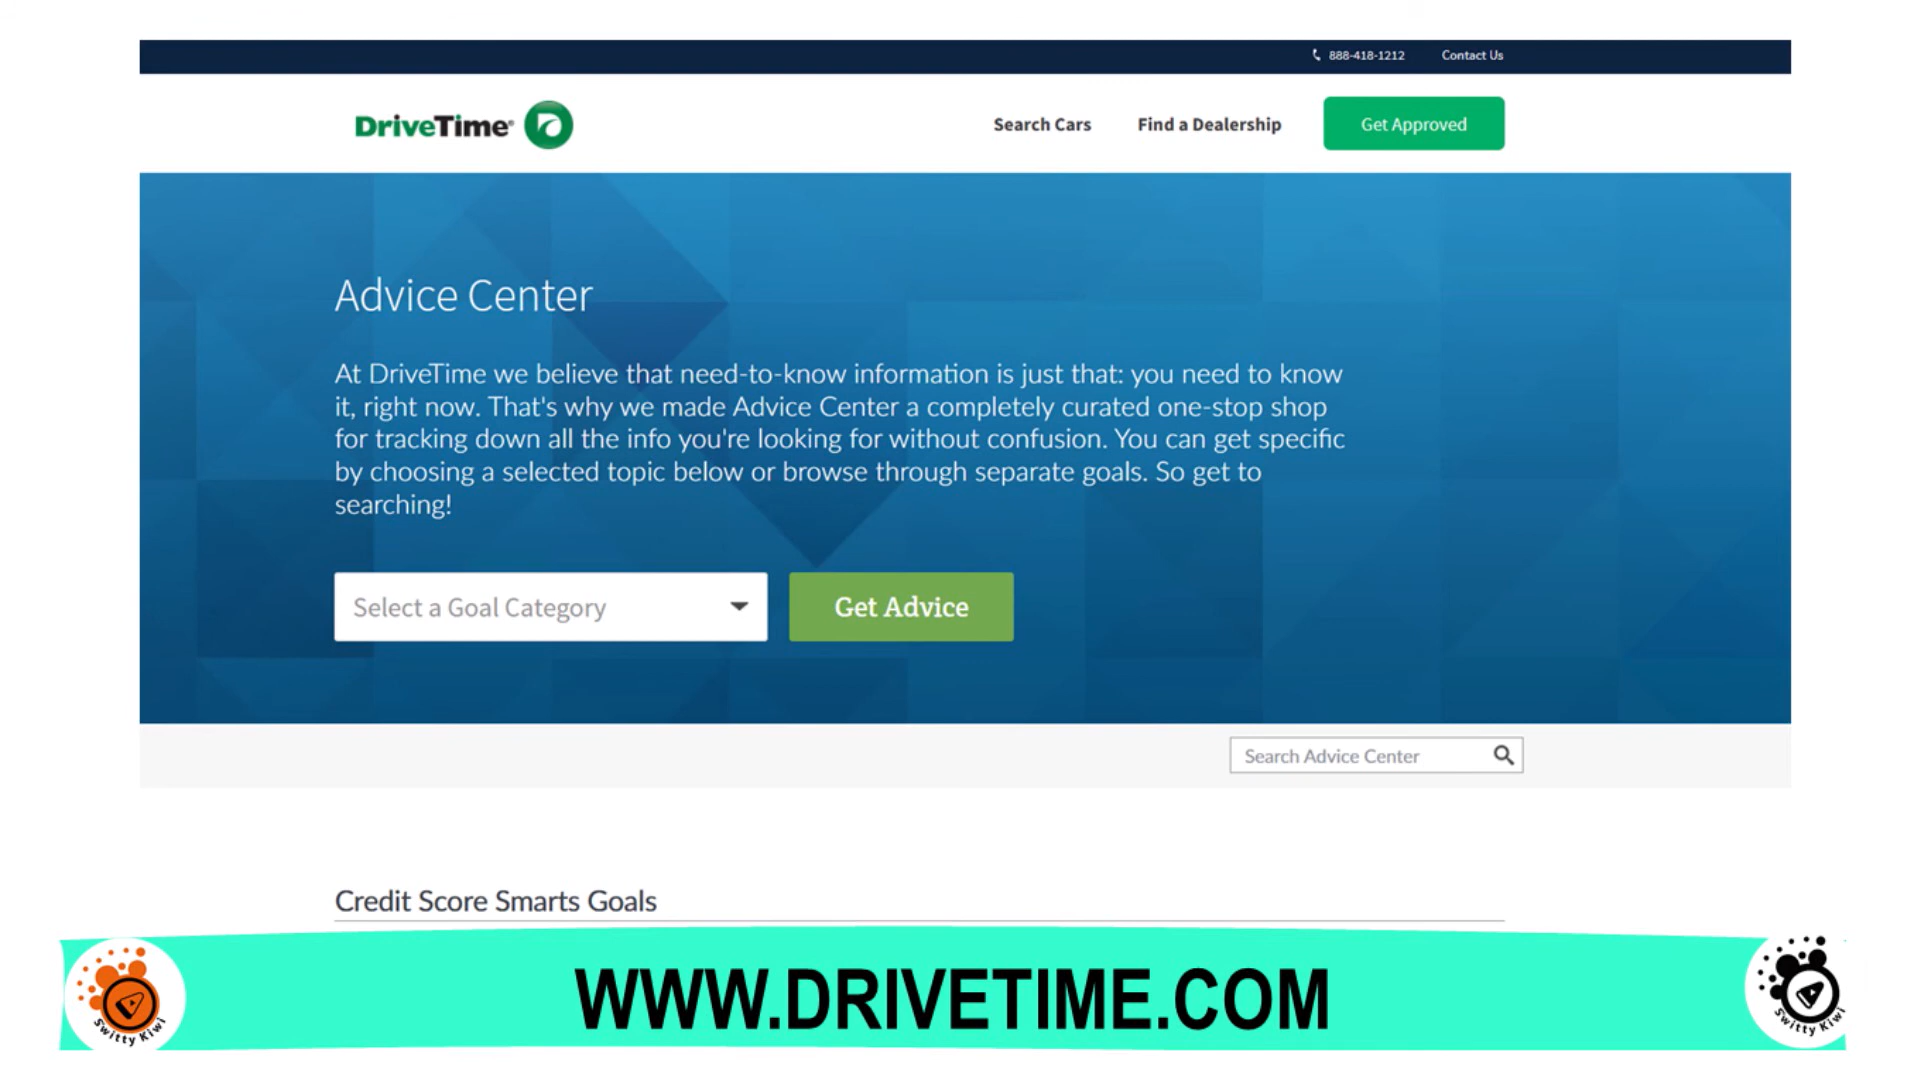 888-418-1212 Contact Us
DriveTime® Search Cars Find a Dealership Get Approved
Advice Center
At DriveTime we believe that need-to-know information is just that: you need to know
it, right now. That's why we made Advice Center a completely curated one-stop shop
for tracking down all the info you're looking for without confusion. You can get specific
by choosing a selected topic below or browse through separate goals. So get to
searching!
Select a Goal Category Get Advice
Search Advice Center
Credit Score Smarts Goals
WWW.DRIVETIME.COM
Switty Kiwi
Switty Kiwi